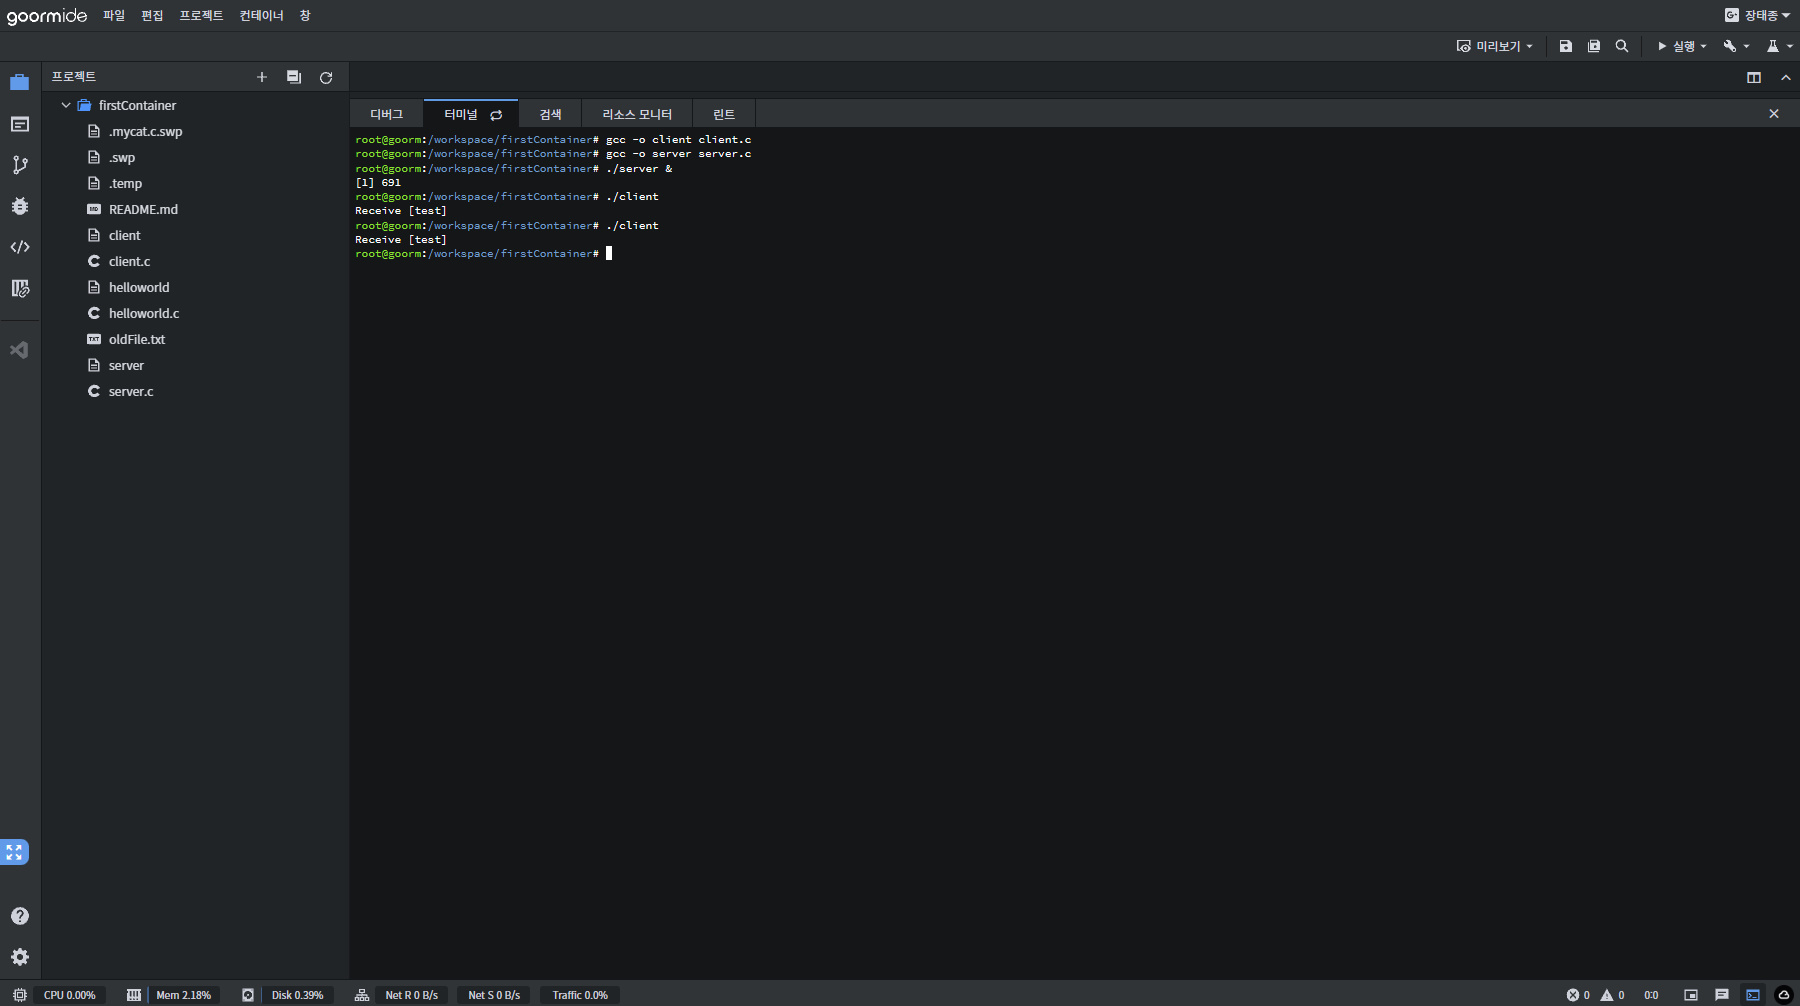 goormide 파일 편집 프로젝트 컨테이너 창 G+ 장태종
미리보기 실행
프로젝트
firstContainer
.mycat.c.swp
.swp
.temp
README.md
client
client.c
helloworld
helloworld.c
oldFile.txt
server
server.c
디버그 터미널 검색 리소스 모니터 린트
root@goorm:/workspace/firstContainer# gcc -o client client.c
root@goorm:/workspace/firstContainer# gcc -o server server.c
root@goorm:/workspace/firstContainer# ./server &
[1] 691
root@goorm:/workspace/firstContainer# ./client
Receive [test]
root@goorm:/workspace/firstContainer# ./client
Receive [test]
root@goorm:/workspace/firstContainer#
CPU 0.00% Mem 2.18% Disk 0.39% Net R 0 B/s Net S 0 B/s Traffic 0.0% 0 0 0:0